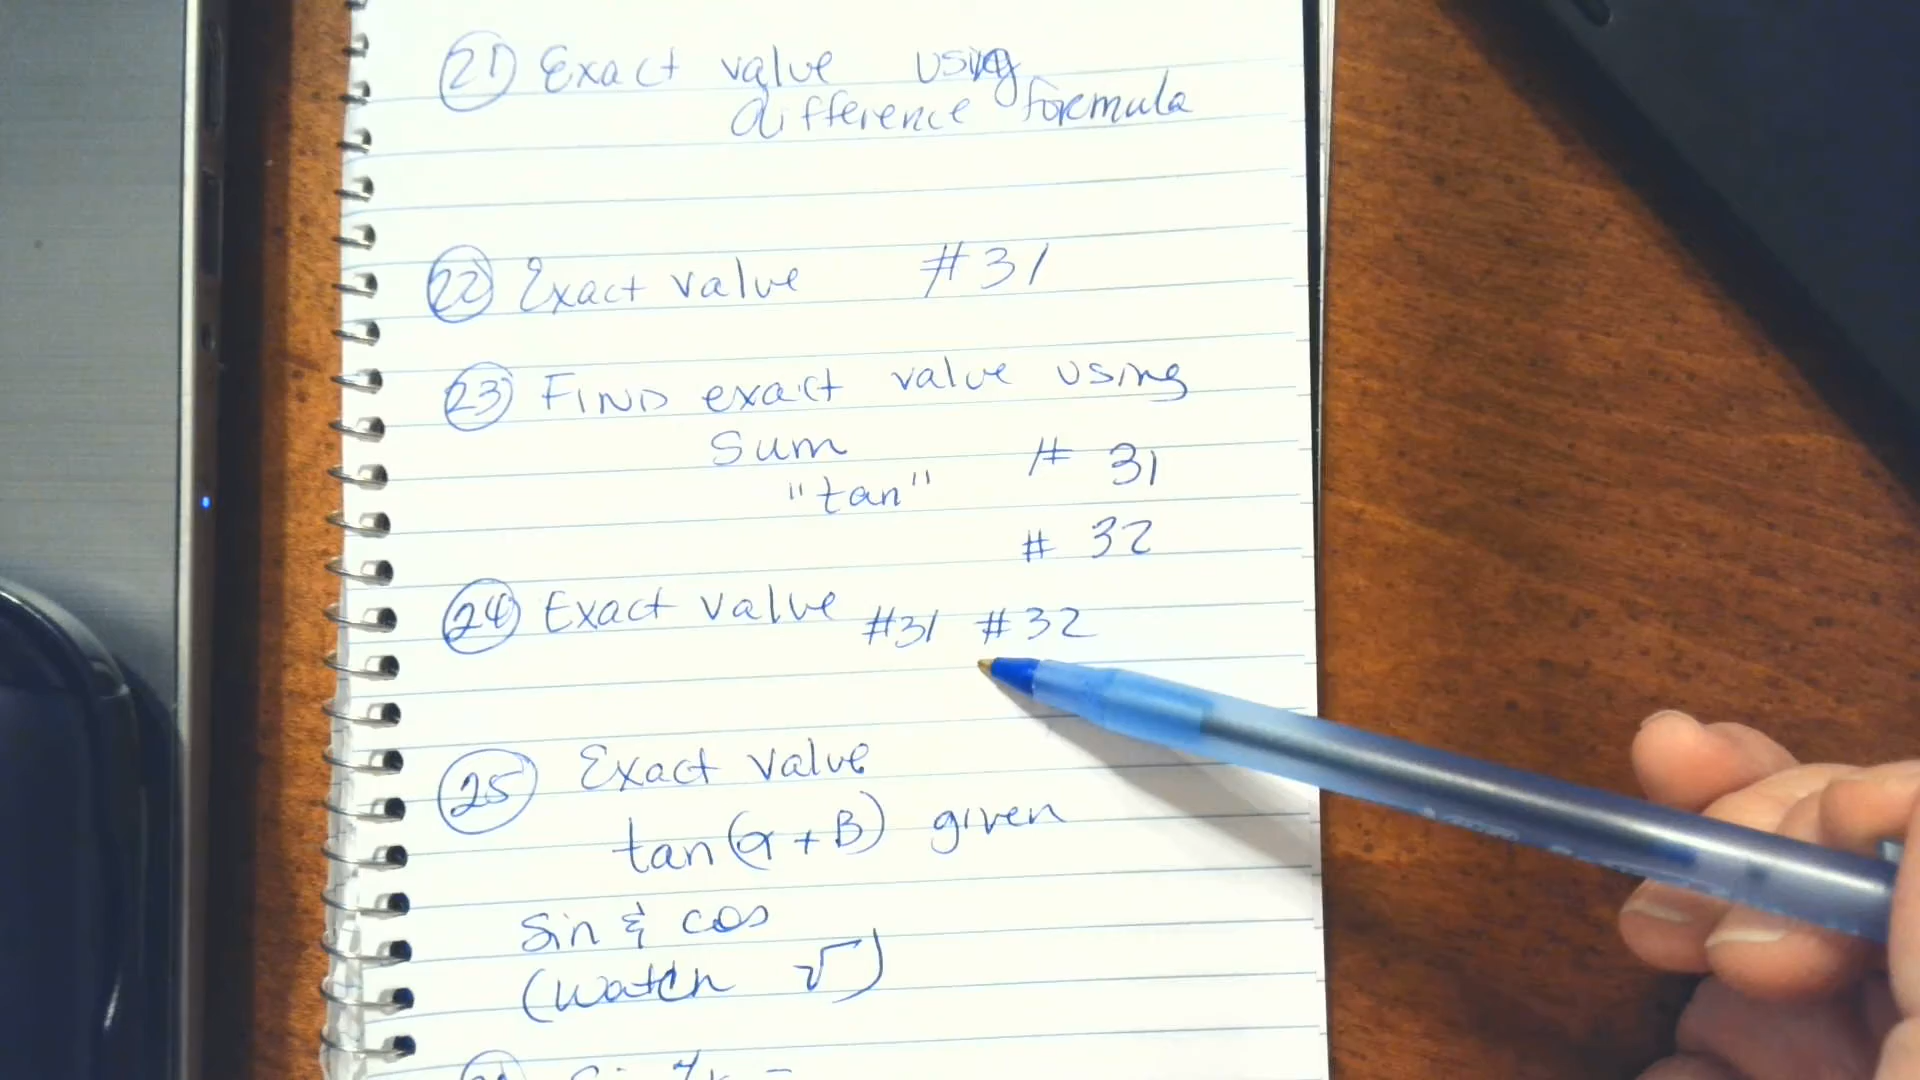 21 Exact value using
difference formula
22 Exact value #31
23 FIND exact value using
sum # 31
"tan"
# 32
24 Exact value #31 #32
25 Exact value
tan(α + B) given
sin & cos
(watch √)